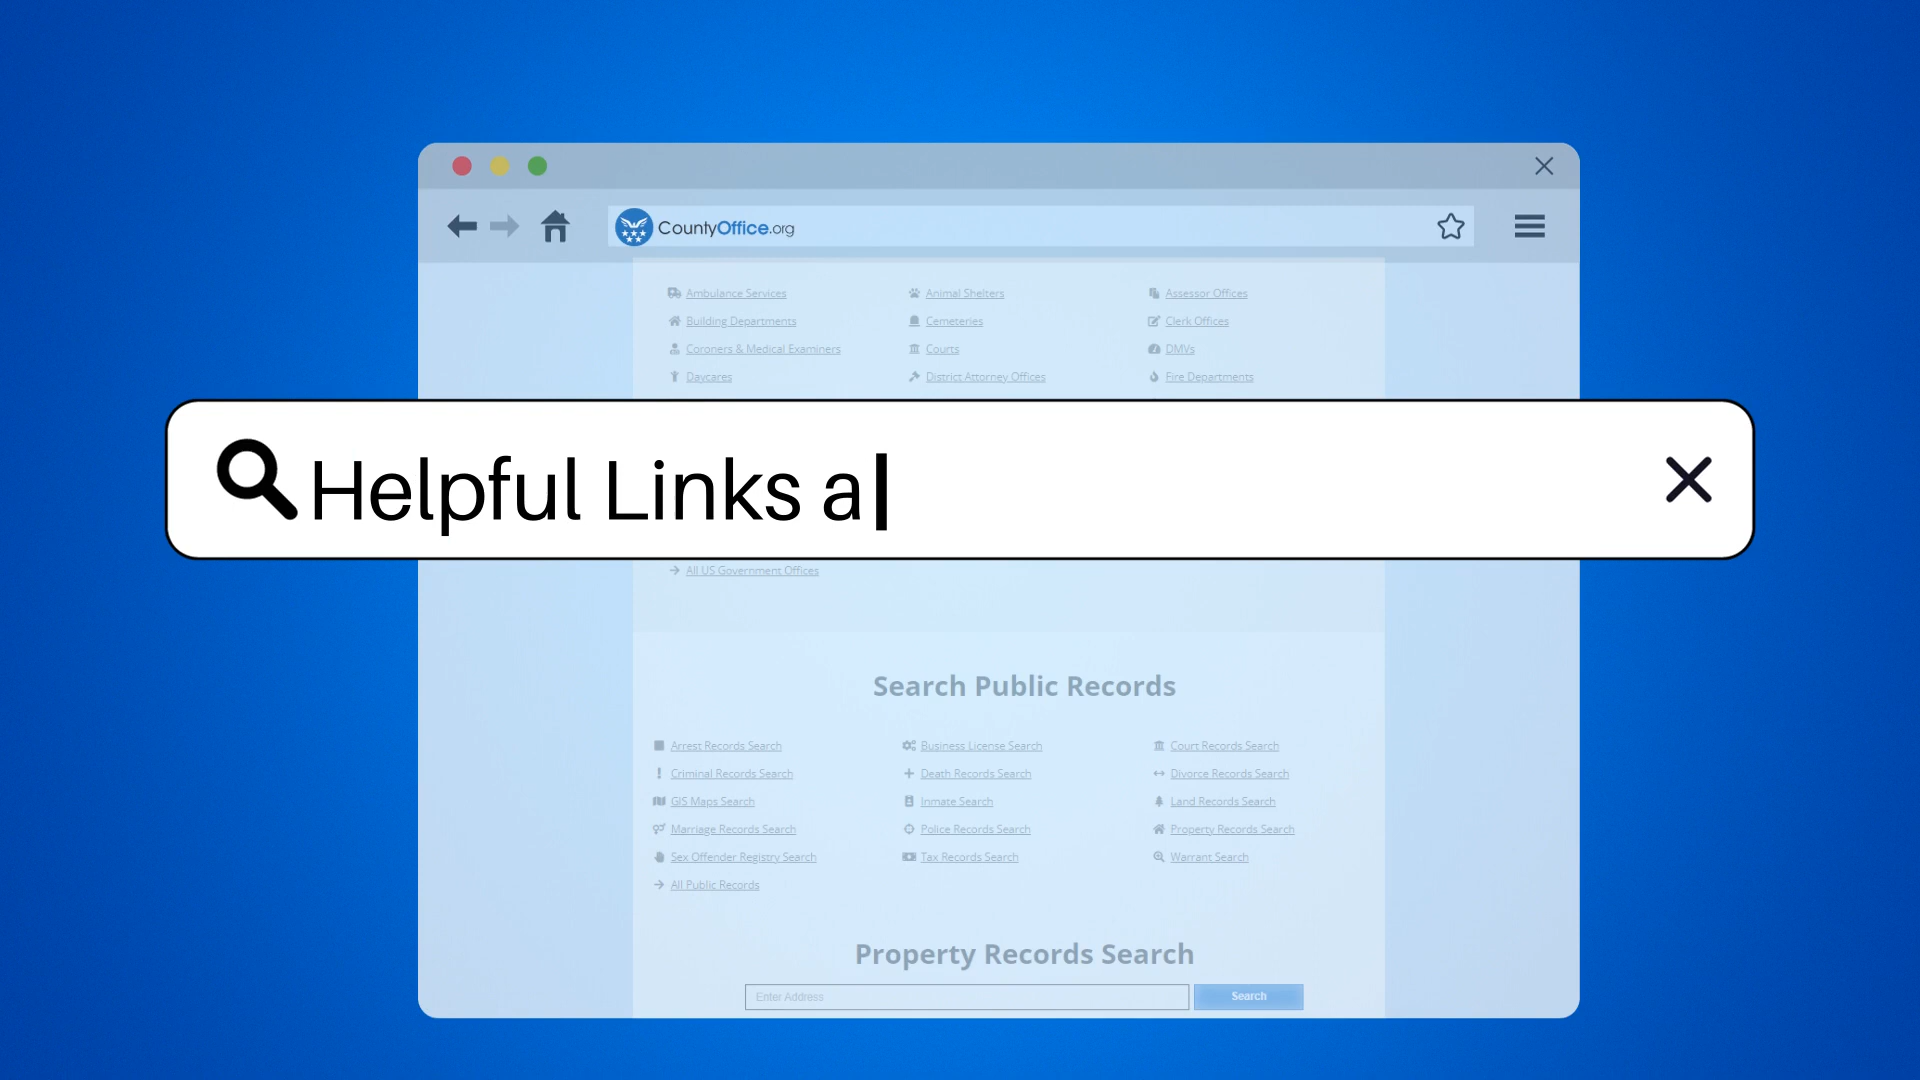 CountyOffice.org
Ambulance Services Animal Shelters Assessor Offices
Building Departments Cemeteries Clerk Offices
Coroners & Medical Examiners Courts DMVs
Daycares District Attorney Offices Fire Departments
Helpful Links a
All US Government Offices
Search Public Records
Arrest Records Search Business License Search Court Records Search
Criminal Records Search Death Records Search Divorce Records Search
GIS Maps Search Inmate Search Land Records Search
Marriage Records Search Police Records Search Property Records Search
Sex Offender Registry Search Tax Records Search Warrant Search
All Public Records
Property Records Search
Enter Address Search